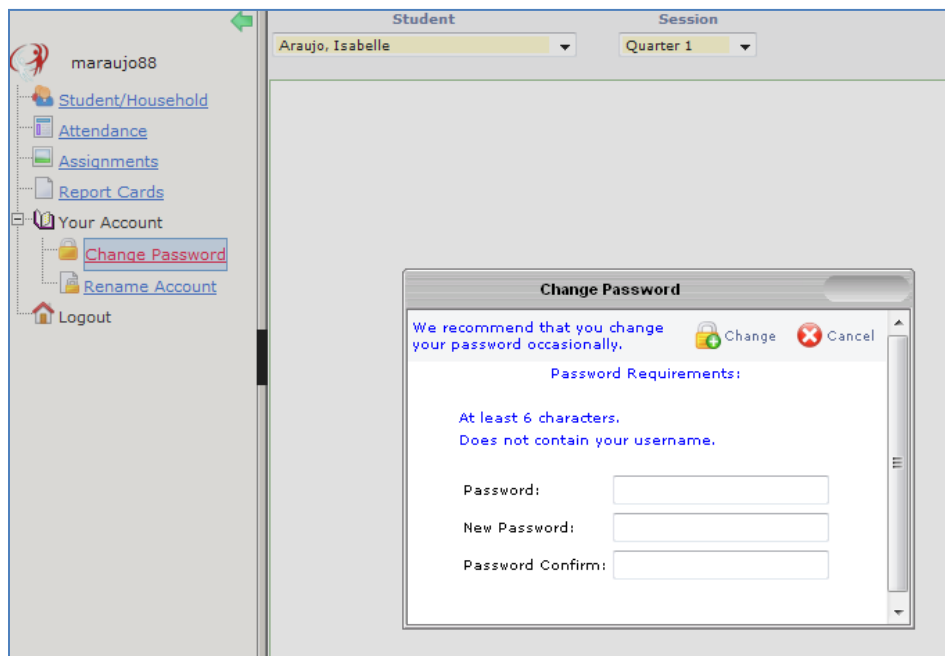 Student
Session
Araujo, Isabelle
Quarter 1
maraujo88
Student/Household
Attendance
Assignments
Report Cards
Your Account
Change Password
Rename Account
Logout
Change Password
We recommend that you change
your password occasionally.
Change
Cancel
Password Requirements:
At least 6 characters.
Does not contain your username.
Password:
New Password:
Password Confirm: